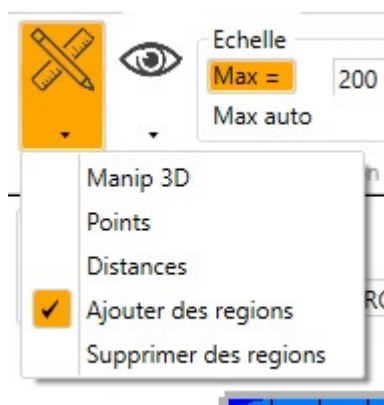 Echelle
Max = 200
Max auto
Manip 3D
Points
Distances
Ajouter des regions
Supprimer des regions